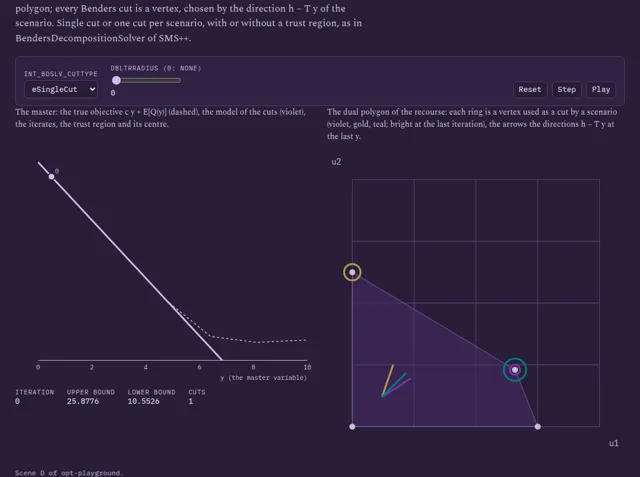 polygon; every Benders cut is a vertex, chosen by the direction h − T y of the
scenario. Single cut or one cut per scenario, with or without a trust region, as in
BendersDecompositionSolver of SMS++.
INT_BDSLV_CUTTYPE
eSingleCut
DBLTRRADIUS (0: NONE)
0
Reset
Step
Play
The master: the true objective c y + E[Q(y)] (dashed), the model of the cuts (violet),
the iterates, the trust region and its centre.
0
0
2
4
6
8
10
y (the master variable)
ITERATION
UPPER BOUND
LOWER BOUND
CUTS
0
25.8776
10.5526
1
The dual polygon of the recourse: each ring is a vertex used as a cut by a scenario
(violet, gold, teal; bright at the last iteration), the arrows the directions h − T y at
the last y.
u2
u1
Scene D of opt-playground.